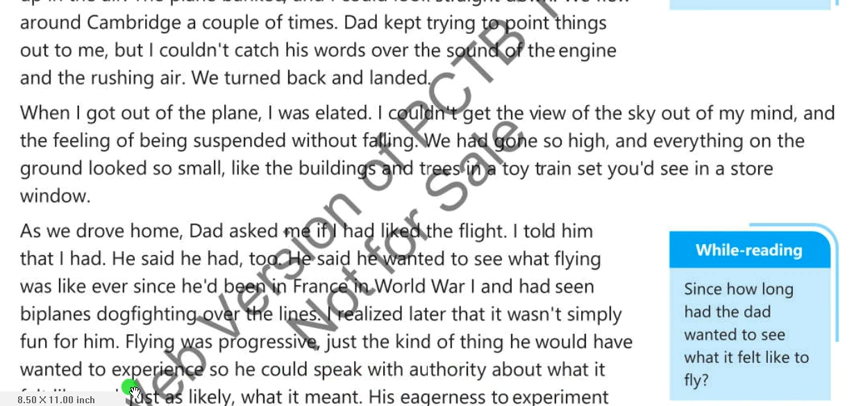 around Cambridge a couple of times. Dad kept trying to point things
out to me, but I couldn't catch his words over the sound of the engine
and the rushing air. We turned back and landed.
When I got out of the plane, I was elated. I couldn't get the view of the sky out of my mind, and
the feeling of being suspended without falling. We had gone so high, and everything on the
ground looked so small, like the buildings and trees in a toy train set you'd see in a store
window.
As we drove home, Dad asked me if I had liked the flight. I told him
that I had. He said he had, too. He said he wanted to see what flying
was like ever since he'd been in France in World War I and had seen
biplanes dogfighting over the lines. I realized later that it wasn't simply
fun for him. Flying was progressive, just the kind of thing he would have
wanted to experience so he could speak with authority about what it
just as likely, what it meant. His eagerness to experiment
While-reading
Since how long
had the dad
wanted to see
what it felt like to
fly?
Web Version of PCTB
Not for Sale
8.50 × 11.00 inch